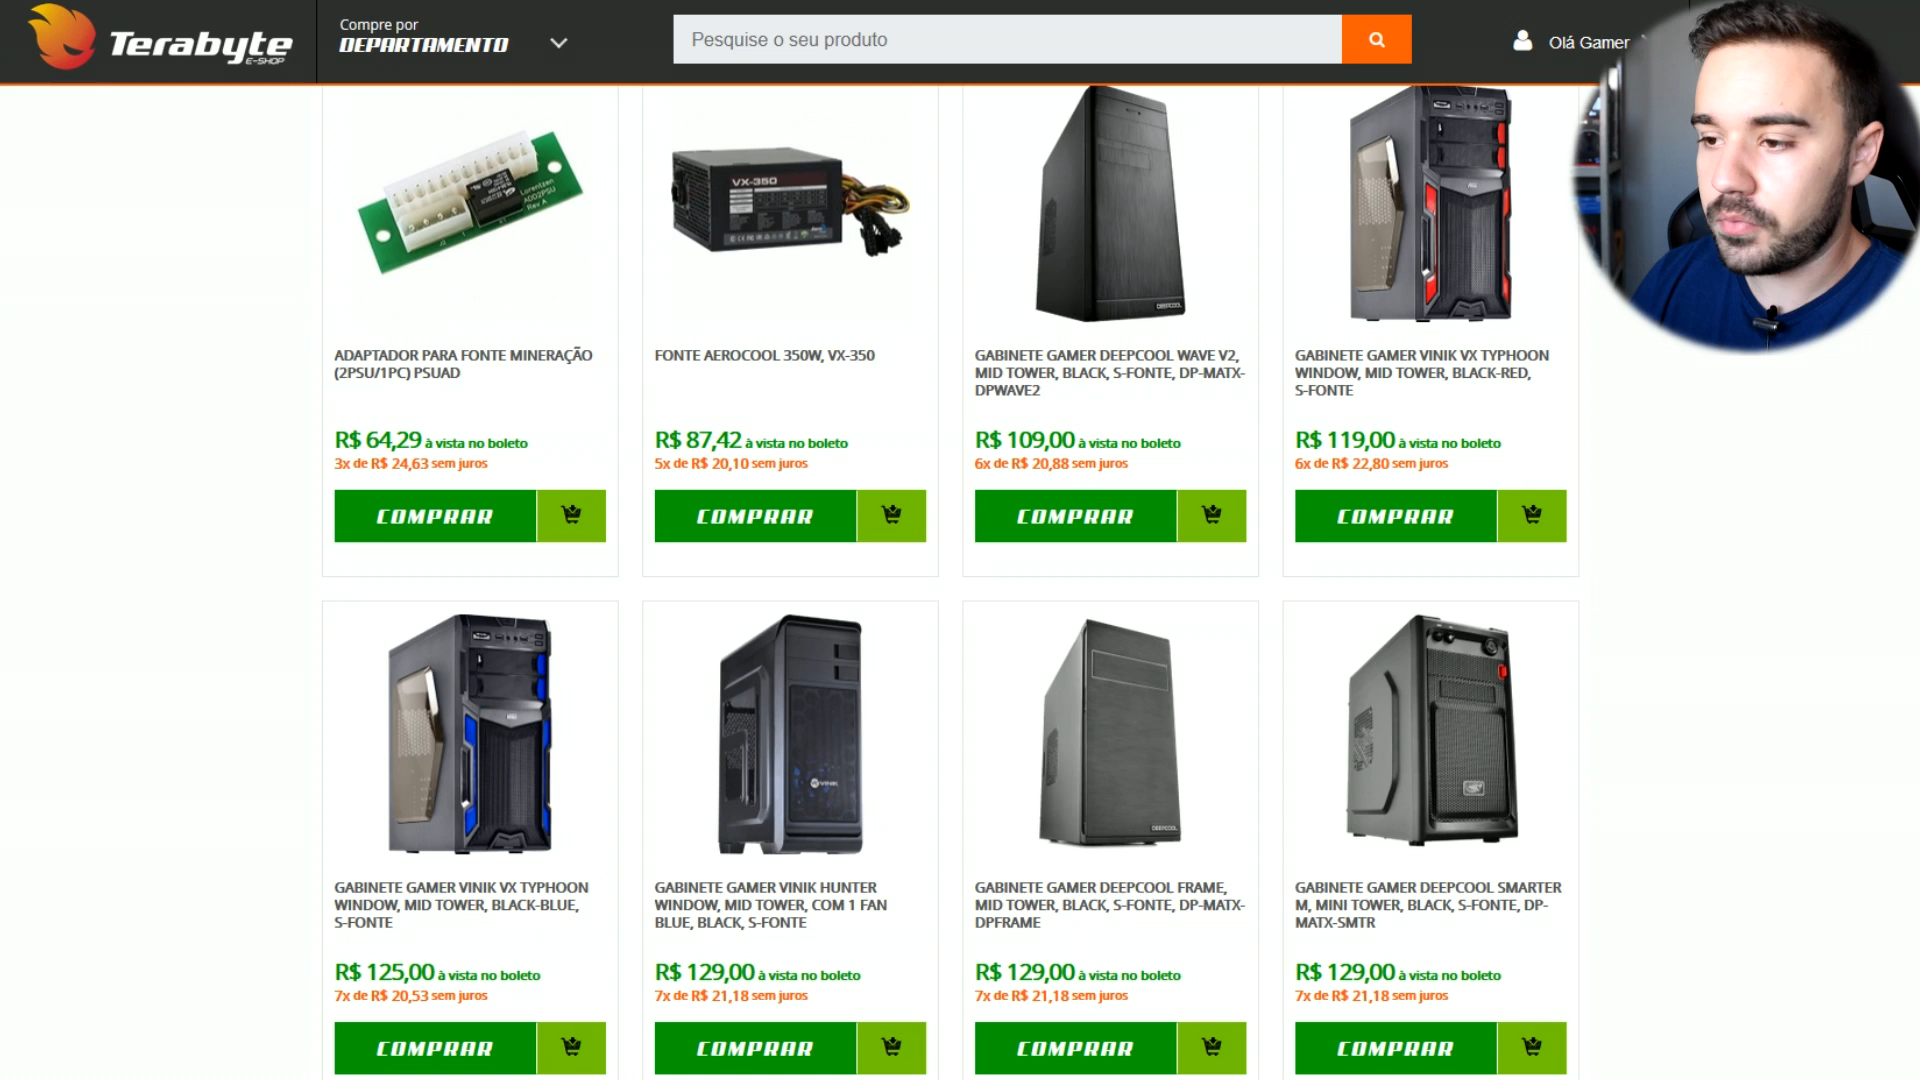 Terabyte
E-SHOP
Compre por
DEPARTAMENTO
Pesquise o seu produto
Olá Gamer
Lorentzen
ADD2PSU
Rev A
VX-350
DEEPCOOL
ADAPTADOR PARA FONTE MINERAÇÃO
(2PSU/1PC) PSUAD
R$ 64,29 à vista no boleto
3x de R$ 24,63 sem juros
COMPRAR
FONTE AEROCOOL 350W, VX-350
R$ 87,42 à vista no boleto
5x de R$ 20,10 sem juros
COMPRAR
GABINETE GAMER DEEPCOOL WAVE V2,
MID TOWER, BLACK, S-FONTE, DP-MATX-
DPWAVE2
R$ 109,00 à vista no boleto
6x de R$ 20,88 sem juros
COMPRAR
GABINETE GAMER VINIK VX TYPHOON
WINDOW, MID TOWER, BLACK-RED,
S-FONTE
R$ 119,00 à vista no boleto
6x de R$ 22,80 sem juros
COMPRAR
VINIK
DEEPCOOL
GABINETE GAMER VINIK VX TYPHOON
WINDOW, MID TOWER, BLACK-BLUE,
S-FONTE
R$ 125,00 à vista no boleto
7x de R$ 20,53 sem juros
COMPRAR
GABINETE GAMER VINIK HUNTER
WINDOW, MID TOWER, COM 1 FAN
BLUE, BLACK, S-FONTE
R$ 129,00 à vista no boleto
7x de R$ 21,18 sem juros
COMPRAR
GABINETE GAMER DEEPCOOL FRAME,
MID TOWER, BLACK, S-FONTE, DP-MATX-
DPFRAME
R$ 129,00 à vista no boleto
7x de R$ 21,18 sem juros
COMPRAR
GABINETE GAMER DEEPCOOL SMARTER
M, MINI TOWER, BLACK, S-FONTE, DP-
MATX-SMTR
R$ 129,00 à vista no boleto
7x de R$ 21,18 sem juros
COMPRAR